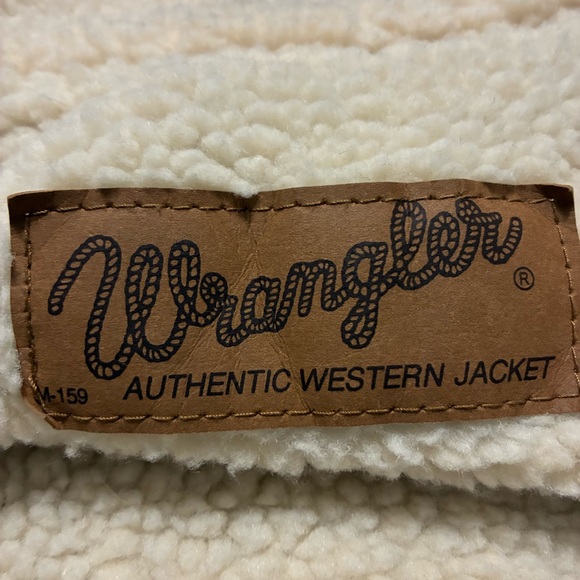 Wrangler ®
M-159 AUTHENTIC WESTERN JACKET